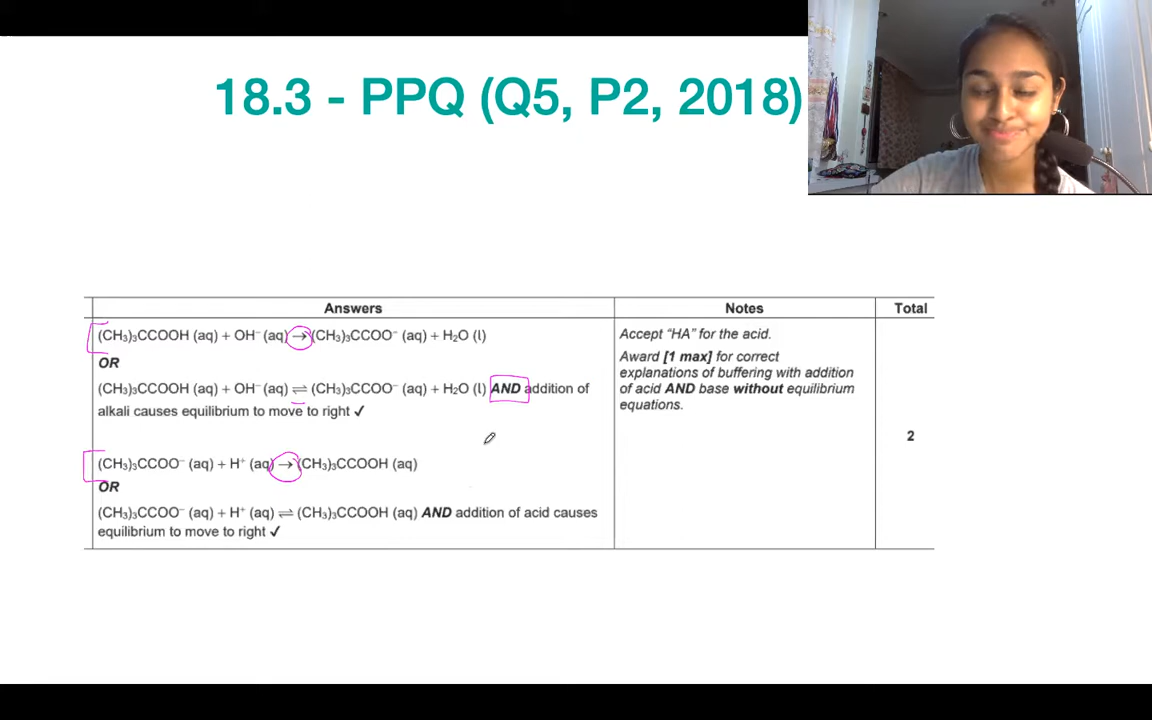 18.3 - PPQ (Q5, P2, 2018)
Answers Notes Total
(CH₃)₃CCOOH (aq) + OH⁻ (aq) → (CH₃)₃CCOO⁻ (aq) + H₂O (l)
OR
(CH₃)₃CCOOH (aq) + OH⁻ (aq) ⇌ (CH₃)₃CCOO⁻ (aq) + H₂O (l) AND addition of
alkali causes equilibrium to move to right ✓
(CH₃)₃CCOO⁻ (aq) + H⁺ (aq) → (CH₃)₃CCOOH (aq)
OR
(CH₃)₃CCOO⁻ (aq) + H⁺ (aq) ⇌ (CH₃)₃CCOOH (aq) AND addition of acid causes
equilibrium to move to right ✓
Accept “HA” for the acid.
Award [1 max] for correct
explanations of buffering with addition
of acid AND base without equilibrium
equations.
2